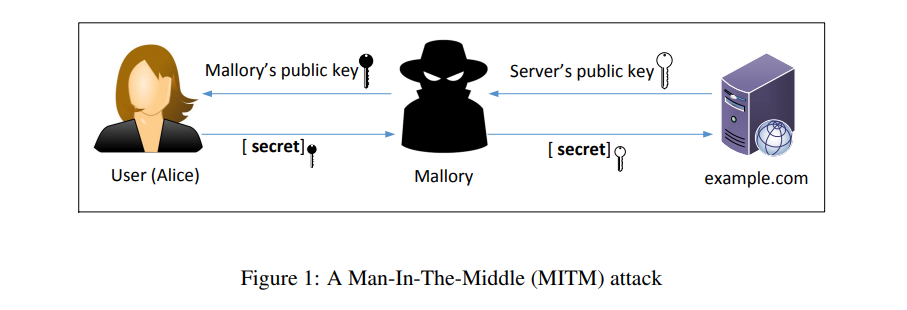 Mallory's public key
Server's public key
[ secret]
[ secret]
User (Alice)
Mallory
example.com
Figure 1: A Man-In-The-Middle (MITM) attack